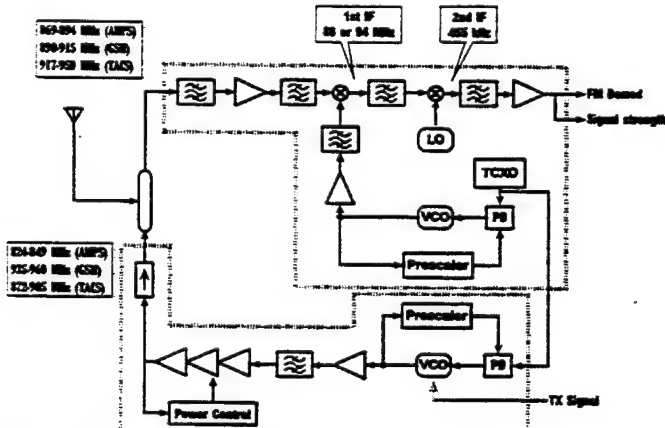 869-894 MHz (AMPS)
890-915 MHz (GSM)
917-950 MHz (TACS)
1st IF
or MHz
2nd IF
455 kHz
FM Demod
Signal strength
LO
TCXO
VCO
PD
Prescaler
824-849 MHz (AMPS)
935-960 MHz (GSM)
872-905 MHz (TACS)
Prescaler
VCO
PD
Power Control
TX Signal